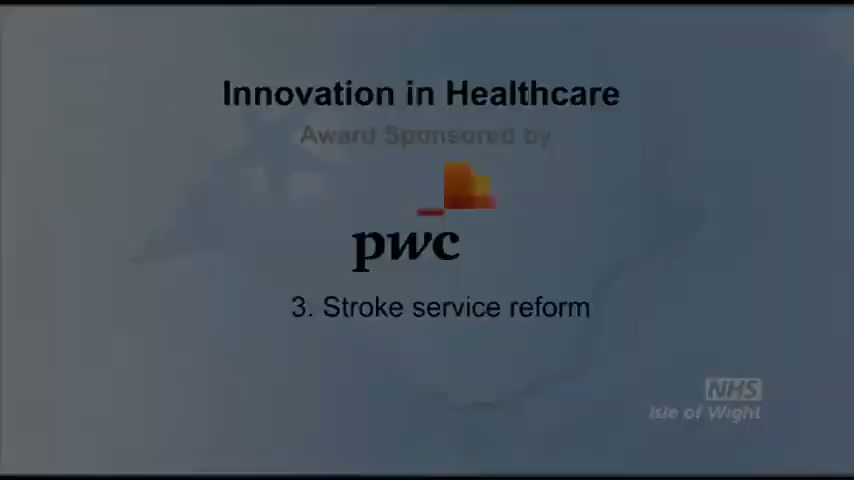 Innovation in Healthcare
Award Sponsored by
pwc
3. Stroke service reform
NHS
Isle of Wight